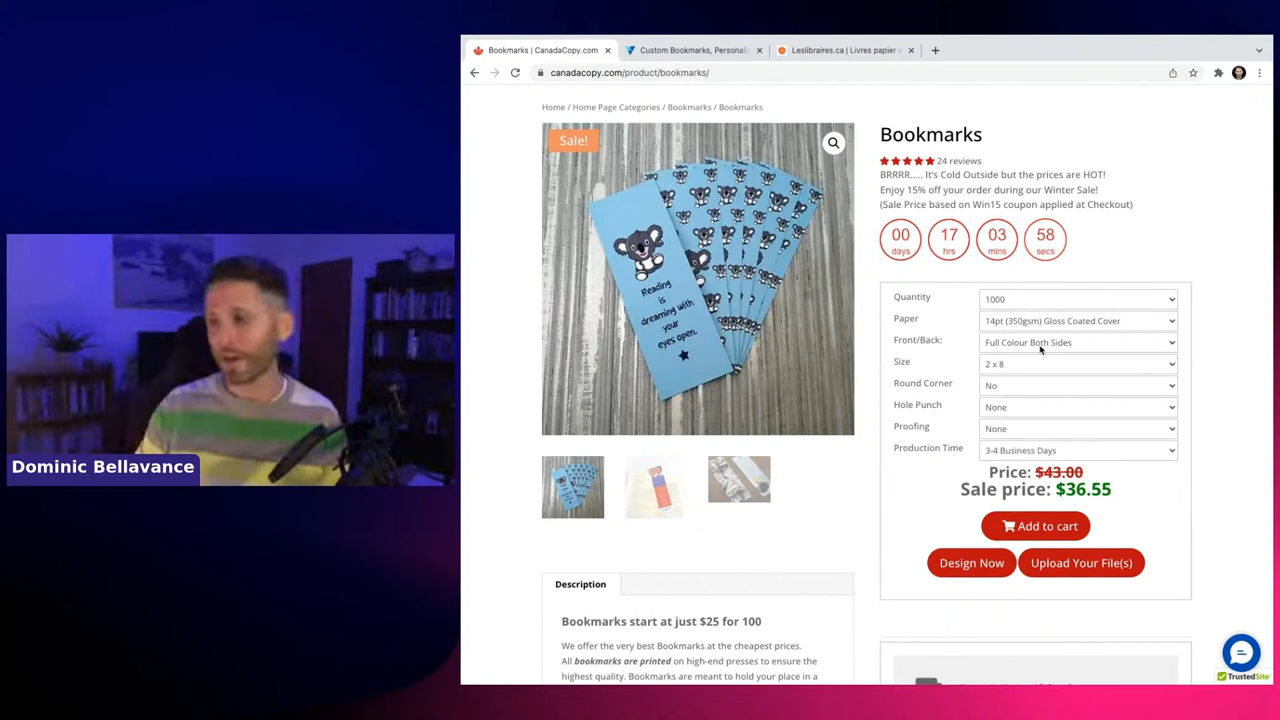 Bookmarks | CanadaCopy.com
Custom Bookmarks, Personali
Leslibraires.ca | Livres papier
canadacopy.com/product/bookmarks/
Home / Home Page Categories / Bookmarks / Bookmarks
Sale!
Reading
is
dreaming with
your
eyes open.
Bookmarks
24 reviews
BRRRR..... It's Cold Outside but the prices are HOT!
Enjoy 15% off your order during our Winter Sale!
(Sale Price based on Win15 coupon applied at Checkout)
00 17 03 58
days hrs mins secs
Quantity 1000
Paper 14pt (350gsm) Gloss Coated Cover
Front/Back: Full Colour Both Sides
Size 2 x 8
Round Corner No
Hole Punch None
Proofing None
Production Time 3-4 Business Days
Price: $43.00
Sale price: $36.55
Add to cart
Design Now Upload Your File(s)
Description
Bookmarks start at just $25 for 100
We offer the very best Bookmarks at the cheapest prices.
All bookmarks are printed on high-end presses to ensure the
highest quality. Bookmarks are meant to hold your place in a
TrustedSite
Dominic Bellavance